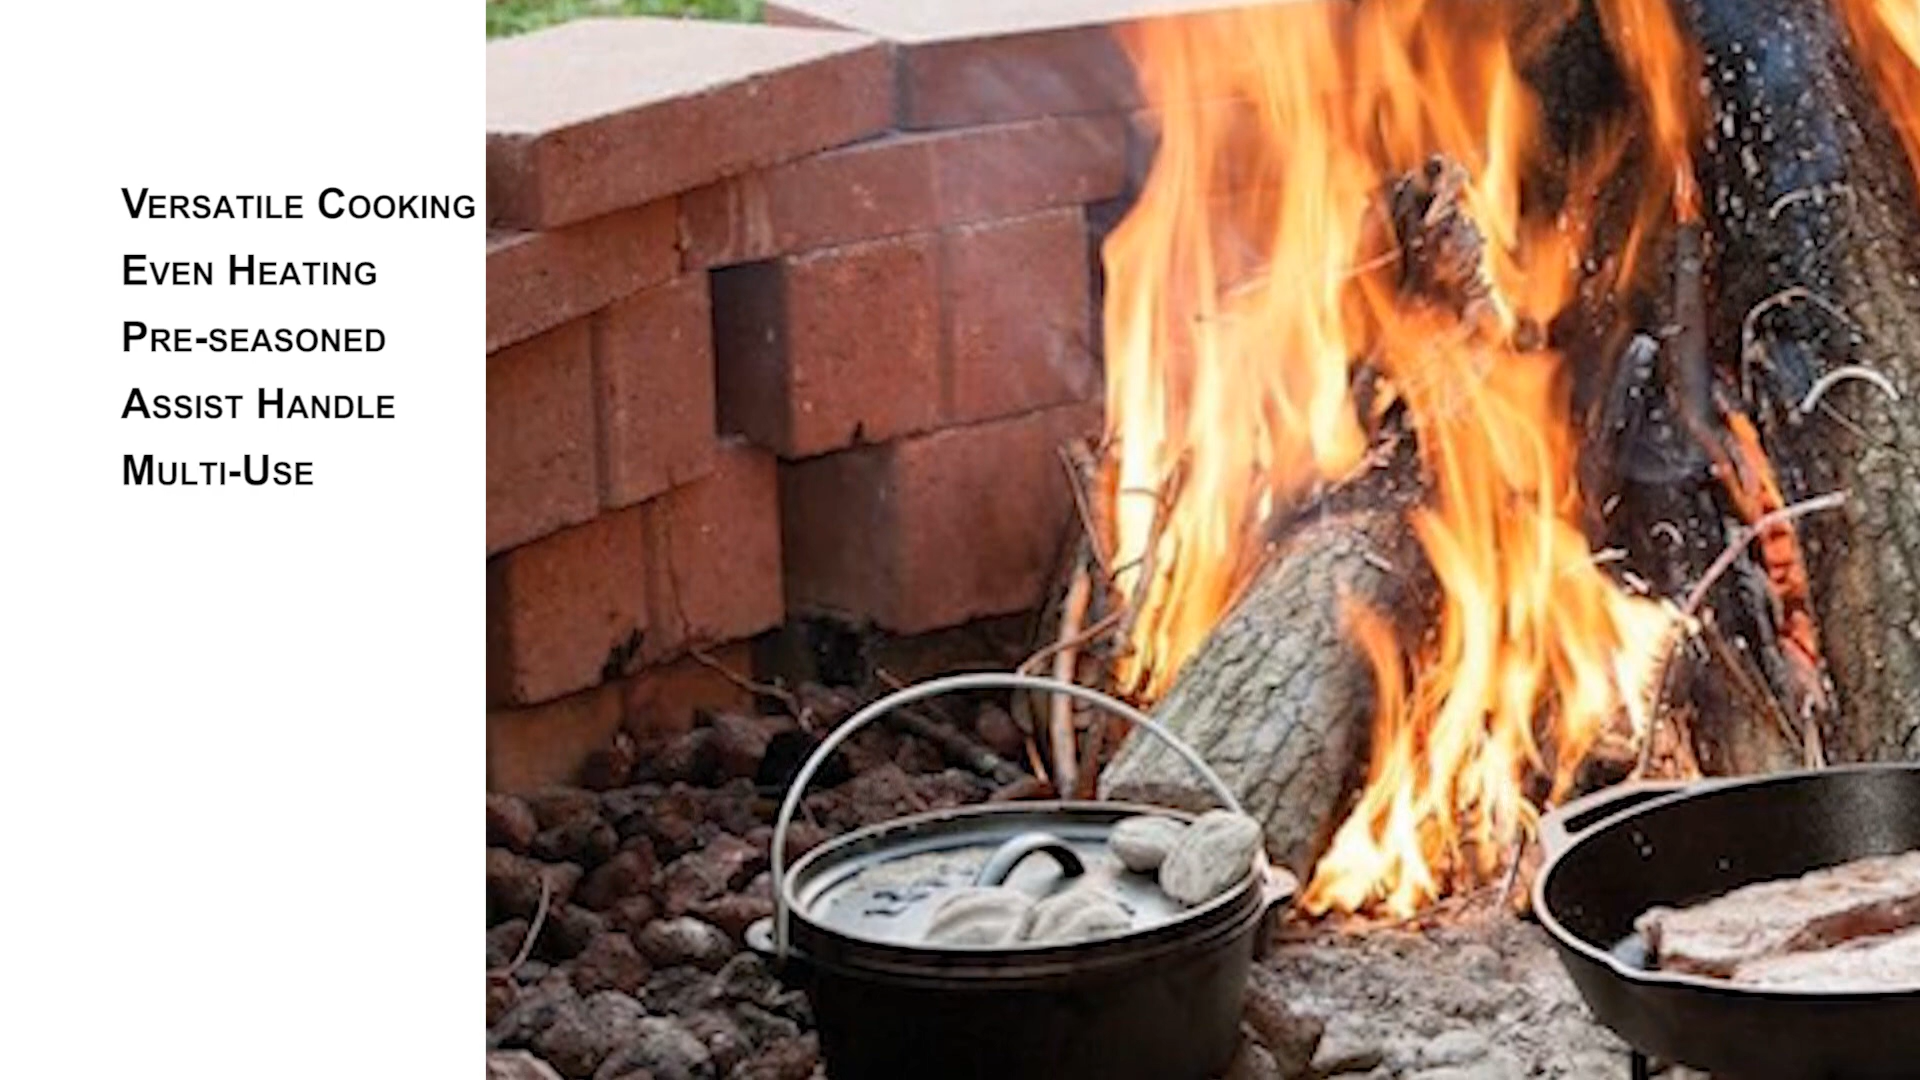 Versatile Cooking
Even Heating
Pre-seasoned
Assist Handle
Multi-Use